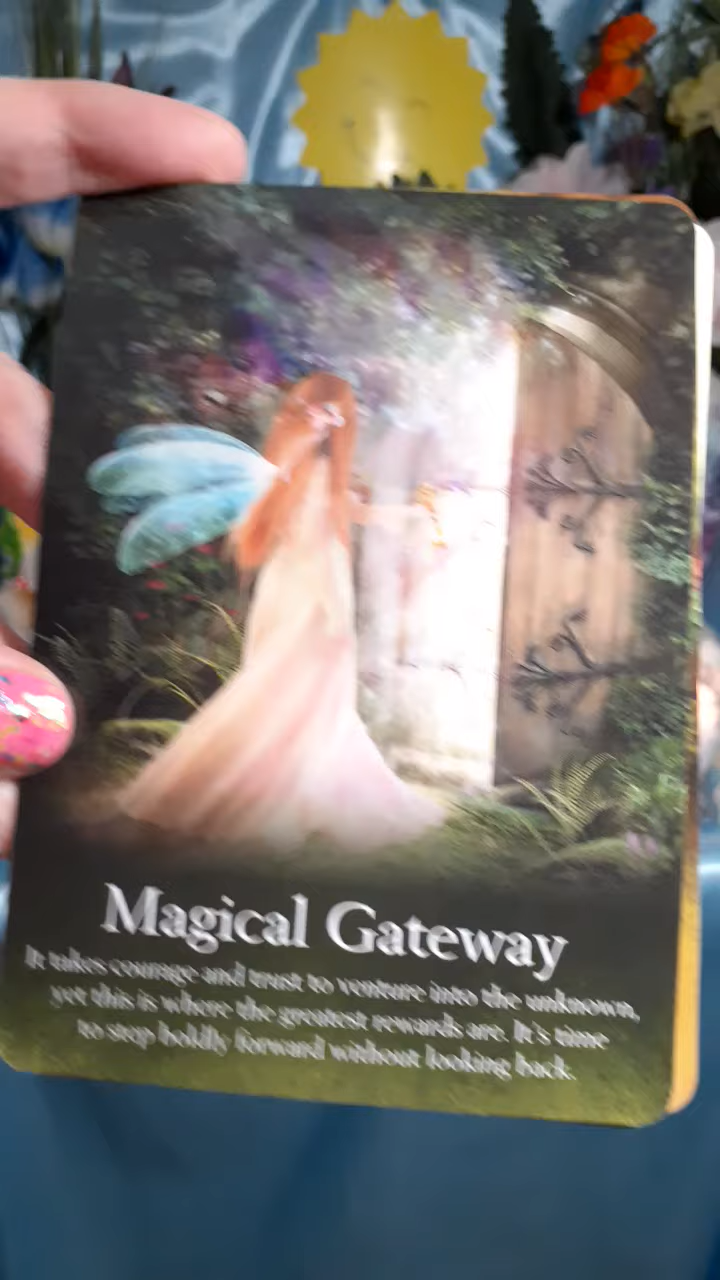 Magical Gateway
It takes courage and trust to venture into the unknown,
yet this is where the greatest rewards are. It's time
to step boldly forward without looking back.